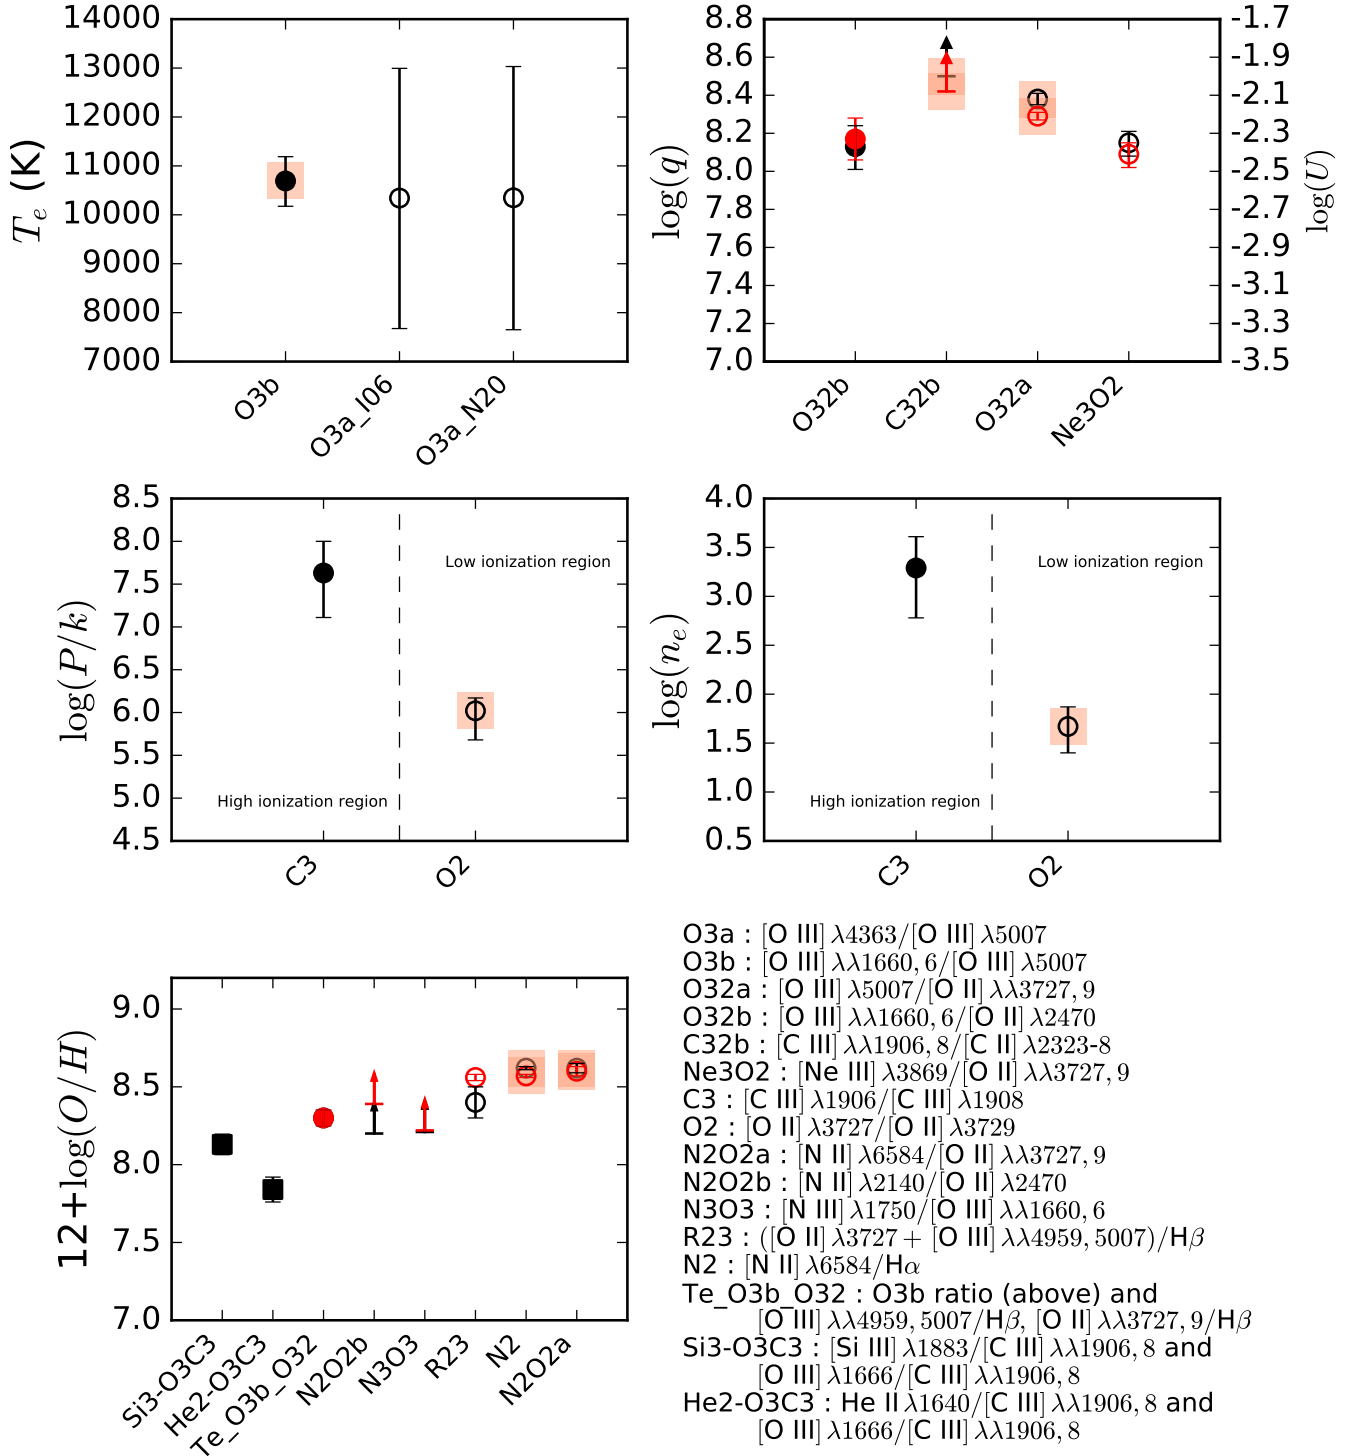 14000
13000
12000
11000
10000
9000
8000
7000
T_e (K)
O3b
O3a_I06
O3a_N20
8.8
8.6
8.4
8.2
8.0
7.8
7.6
7.4
7.2
7.0
log(q)
-1.7
-1.9
-2.1
-2.3
-2.5
-2.7
-2.9
-3.1
-3.3
-3.5
log(U)
O32b
C32b
O32a
Ne3O2
8.5
8.0
7.5
7.0
6.5
6.0
5.5
5.0
4.5
log(P/k)
Low ionization region
High ionization region
C3
O2
4.0
3.5
3.0
2.5
2.0
1.5
1.0
0.5
log(n_e)
Low ionization region
High ionization region
C3
O2
9.0
8.5
8.0
7.5
7.0
12+log(O/H)
Si3-O3C3
He2-O3C3
Te_O3b_O32
N2O2b
N3O3
R23
N2
N2O2a
O3a : [O III] λ4363/[O III] λ5007
O3b : [O III] λλ1660, 6/[O III] λ5007
O32a : [O III] λ5007/[O II] λλ3727, 9
O32b : [O III] λλ1660, 6/[O II] λ2470
C32b : [C III] λλ1906, 8/[C II] λ2323-8
Ne3O2 : [Ne III] λ3869/[O II] λλ3727, 9
C3 : [C III] λ1906/[C III] λ1908
O2 : [O II] λ3727/[O II] λ3729
N2O2a : [N II] λ6584/[O II] λλ3727, 9
N2O2b : [N II] λ2140/[O II] λ2470
N3O3 : [N III] λ1750/[O III] λλ1660, 6
R23 : ([O II] λ3727 + [O III] λλ4959, 5007)/Hβ
N2 : [N II] λ6584/Hα
Te_O3b_O32 : O3b ratio (above) and
[O III] λλ4959, 5007/Hβ, [O II] λλ3727, 9/Hβ
Si3-O3C3 : [Si III] λ1883/[C III] λλ1906, 8 and
[O III] λ1666/[C III] λλ1906, 8
He2-O3C3 : He II λ1640/[C III] λλ1906, 8 and
[O III] λ1666/[C III] λλ1906, 8